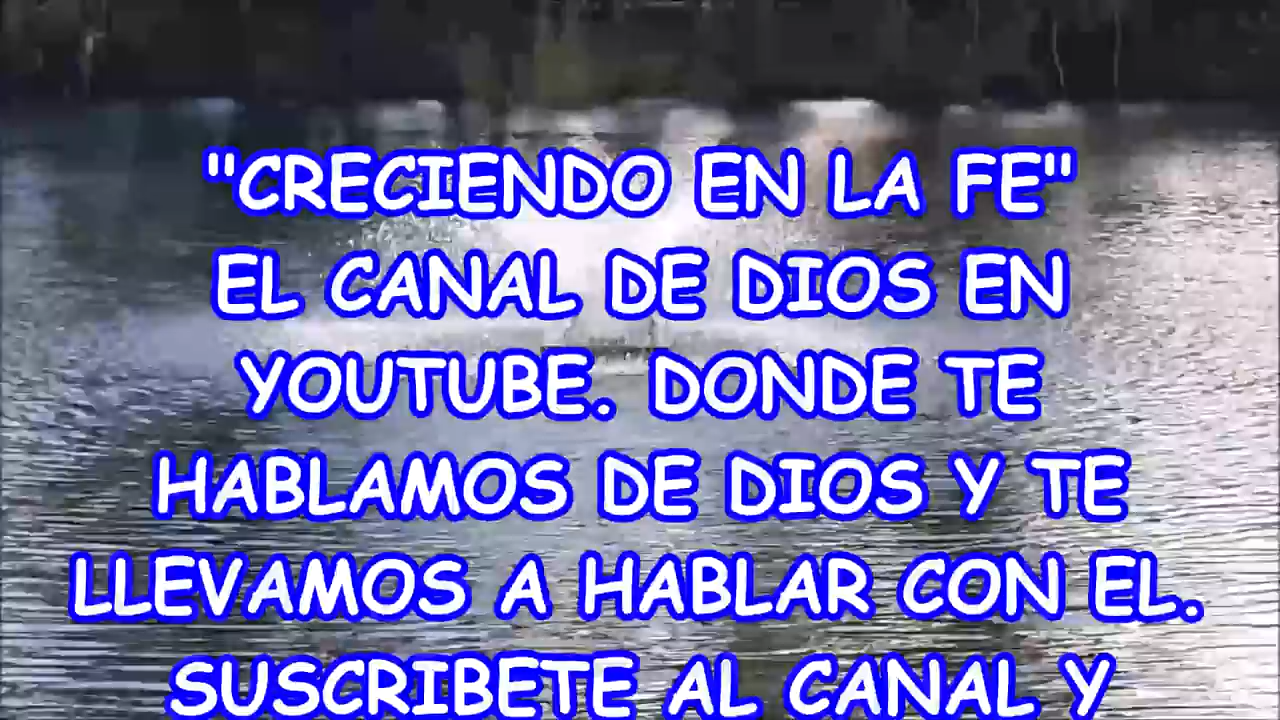 "CRECIENDO EN LA FE"
EL CANAL DE DIOS EN
YOUTUBE. DONDE TE
HABLAMOS DE DIOS Y TE
LLEVAMOS A HABLAR CON EL.
SUSCRIBETE AL CANAL Y